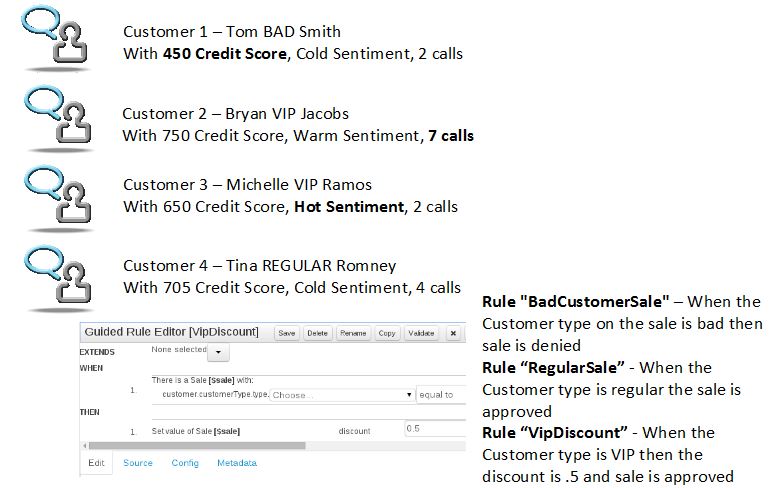 Customer 1 – Tom BAD Smith
With 450 Credit Score, Cold Sentiment, 2 calls
Customer 2 – Bryan VIP Jacobs
With 750 Credit Score, Warm Sentiment, 7 calls
Customer 3 – Michelle VIP Ramos
With 650 Credit Score, Hot Sentiment, 2 calls
Customer 4 – Tina REGULAR Romney
With 705 Credit Score, Cold Sentiment, 4 calls
Guided Rule Editor [VipDiscount] Save Delete Rename Copy Validate ×
EXTENDS None selected
WHEN
There is a Sale [$sale] with:
1. customer.customerType.type. Choose... equal to
THEN
1. Set value of Sale [$sale] discount 0.5
Edit Source Config Metadata
Rule "BadCustomerSale" – When the
Customer type on the sale is bad then
sale is denied
Rule “RegularSale” - When the
Customer type is regular the sale is
approved
Rule “VipDiscount” - When the
Customer type is VIP then the
discount is .5 and sale is approved